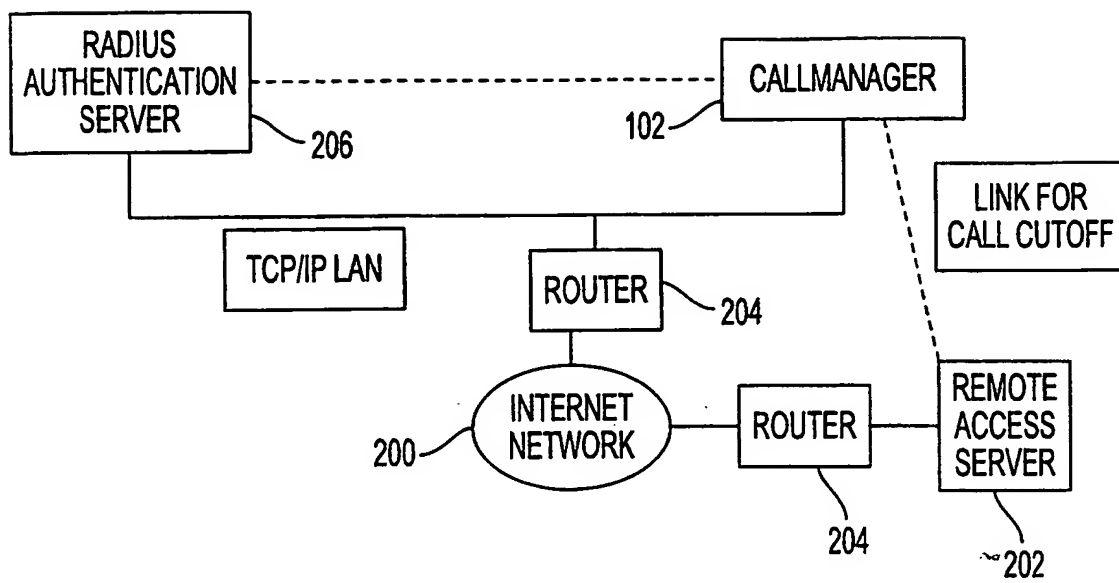 RADIUS
AUTHENTICATION
SERVER
206
CALLMANAGER
102
LINK FOR
CALL CUTOFF
TCP/IP LAN
ROUTER
204
INTERNET
NETWORK
200
ROUTER
204
REMOTE
ACCESS
SERVER
202